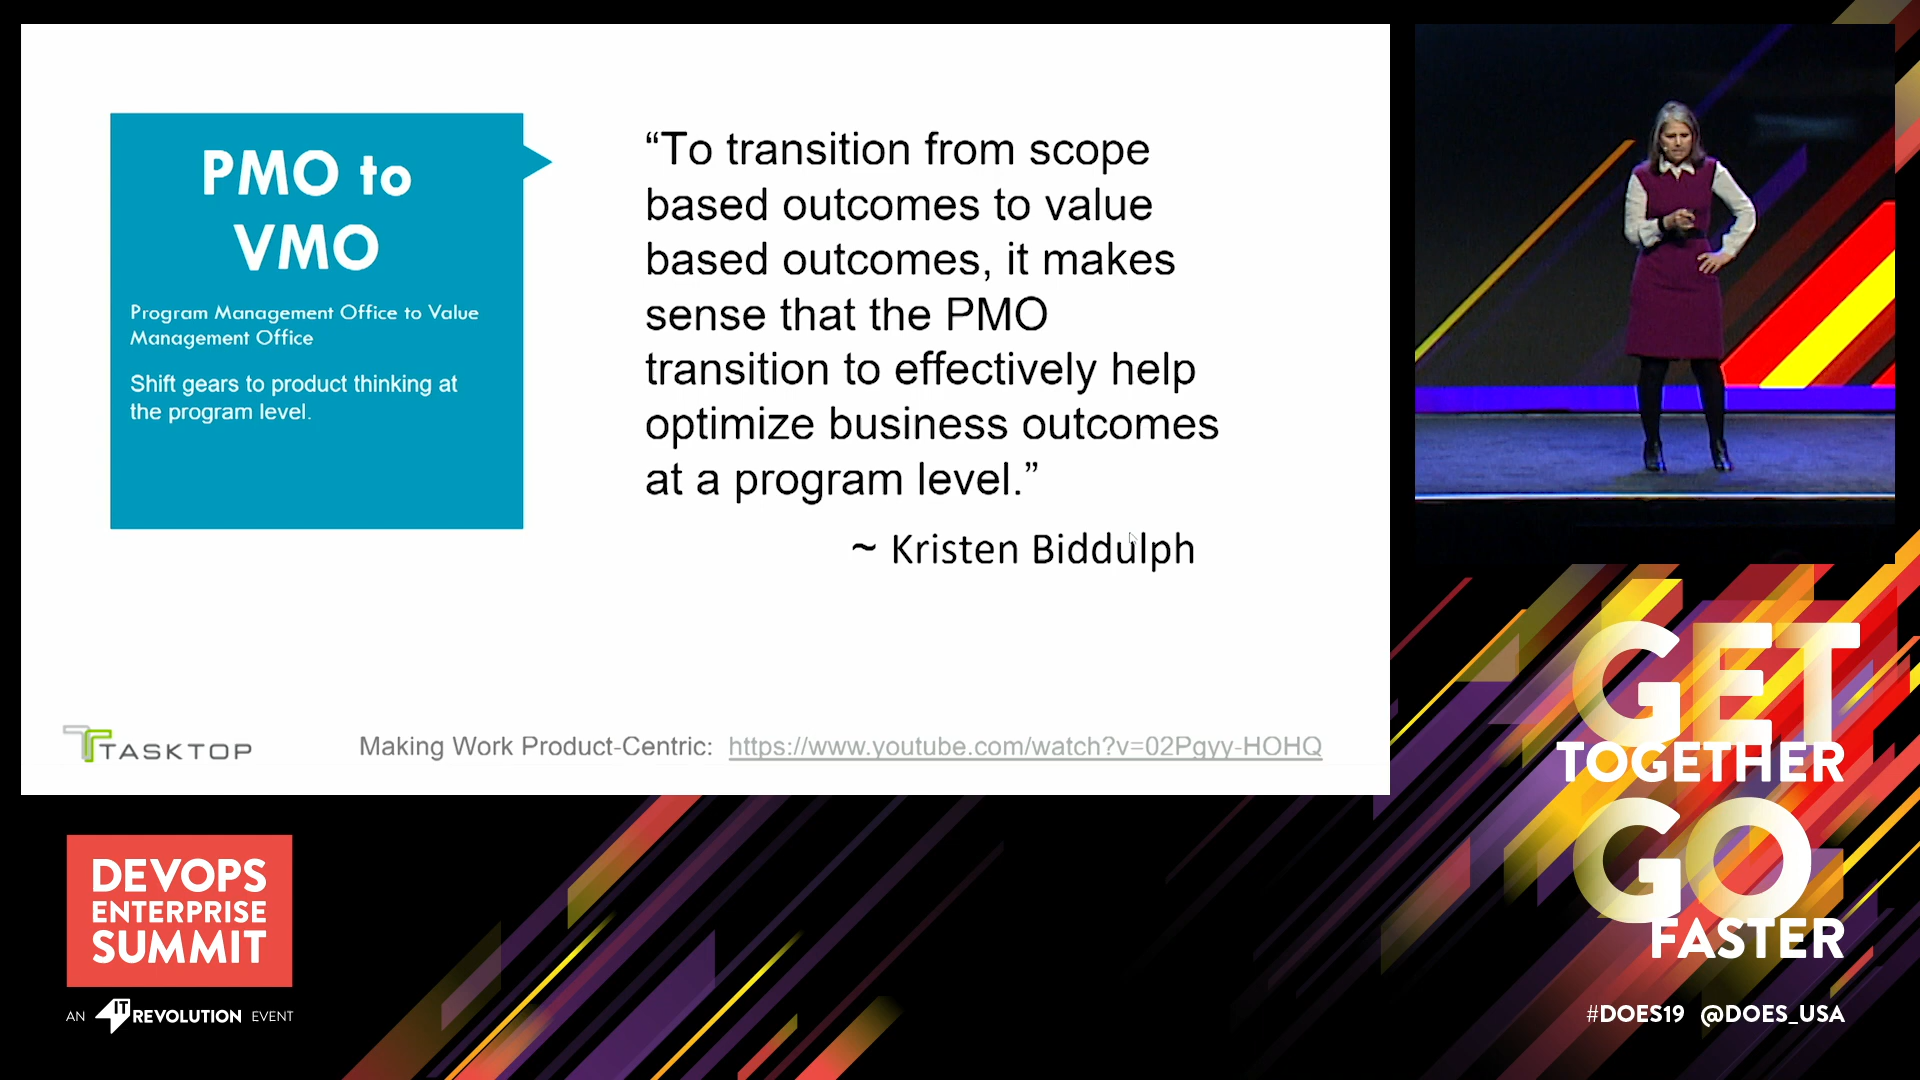 PMO to
VMO
Program Management Office to Value
Management Office
Shift gears to product thinking at
the program level.
“To transition from scope
based outcomes to value
based outcomes, it makes
sense that the PMO
transition to effectively help
optimize business outcomes
at a program level.”
~ Kristen Biddulph
TASKTOP
Making Work Product-Centric: https://www.youtube.com/watch?v=02Pgyy-HOHQ
GET
TOGETHER
GO
FASTER
DEVOPS
ENTERPRISE
SUMMIT
AN IT REVOLUTION EVENT
#DOES19 @DOES_USA